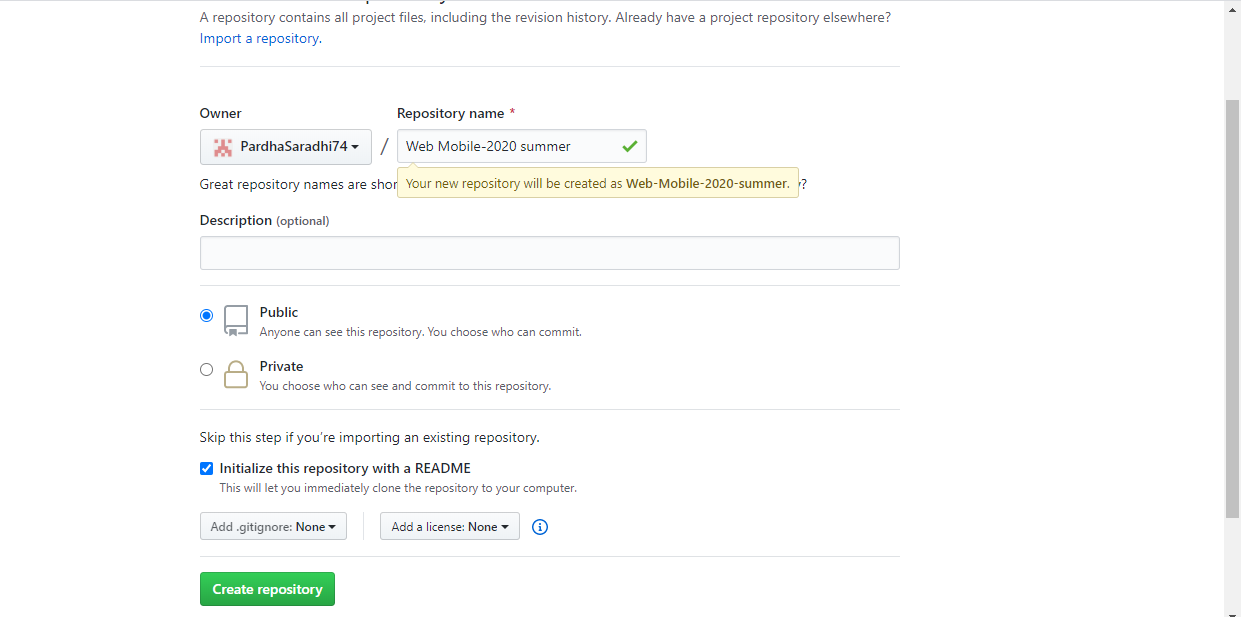 A repository contains all project files, including the revision history. Already have a project repository elsewhere?
Import a repository.
Owner
Repository name *
PardhaSaradhi74
/
Web Mobile-2020 summer
Great repository names are shor
Your new repository will be created as Web-Mobile-2020-summer.
?
Description (optional)
Public
Anyone can see this repository. You choose who can commit.
Private
You choose who can see and commit to this repository.
Skip this step if you’re importing an existing repository.
Initialize this repository with a README
This will let you immediately clone the repository to your computer.
Add .gitignore: None
Add a license: None
Create repository